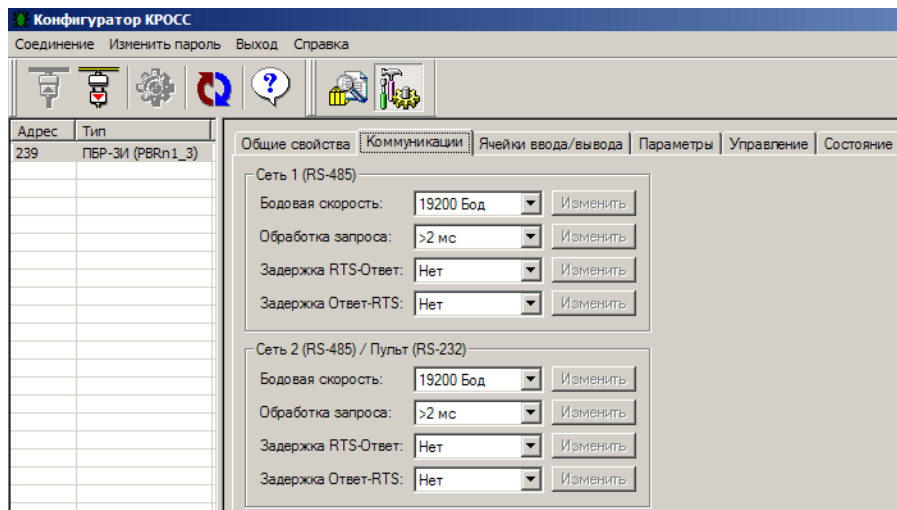 Конфигуратор КРОСС
Соединение Изменить пароль Выход Справка
Адрес Тип
239 ПБР-3И (PBRn1_3)
Общие свойства Коммуникации Ячейки ввода/вывода Параметры Управление Состояние
Сеть 1 (RS-485)
Бодовая скорость: 19200 Бод Изменить
Обработка запроса: >2 мс Изменить
Задержка RTS-Ответ: Нет Изменить
Задержка Ответ-RTS: Нет Изменить
Сеть 2 (RS-485) / Пульт (RS-232)
Бодовая скорость: 19200 Бод Изменить
Обработка запроса: >2 мс Изменить
Задержка RTS-Ответ: Нет Изменить
Задержка Ответ-RTS: Нет Изменить